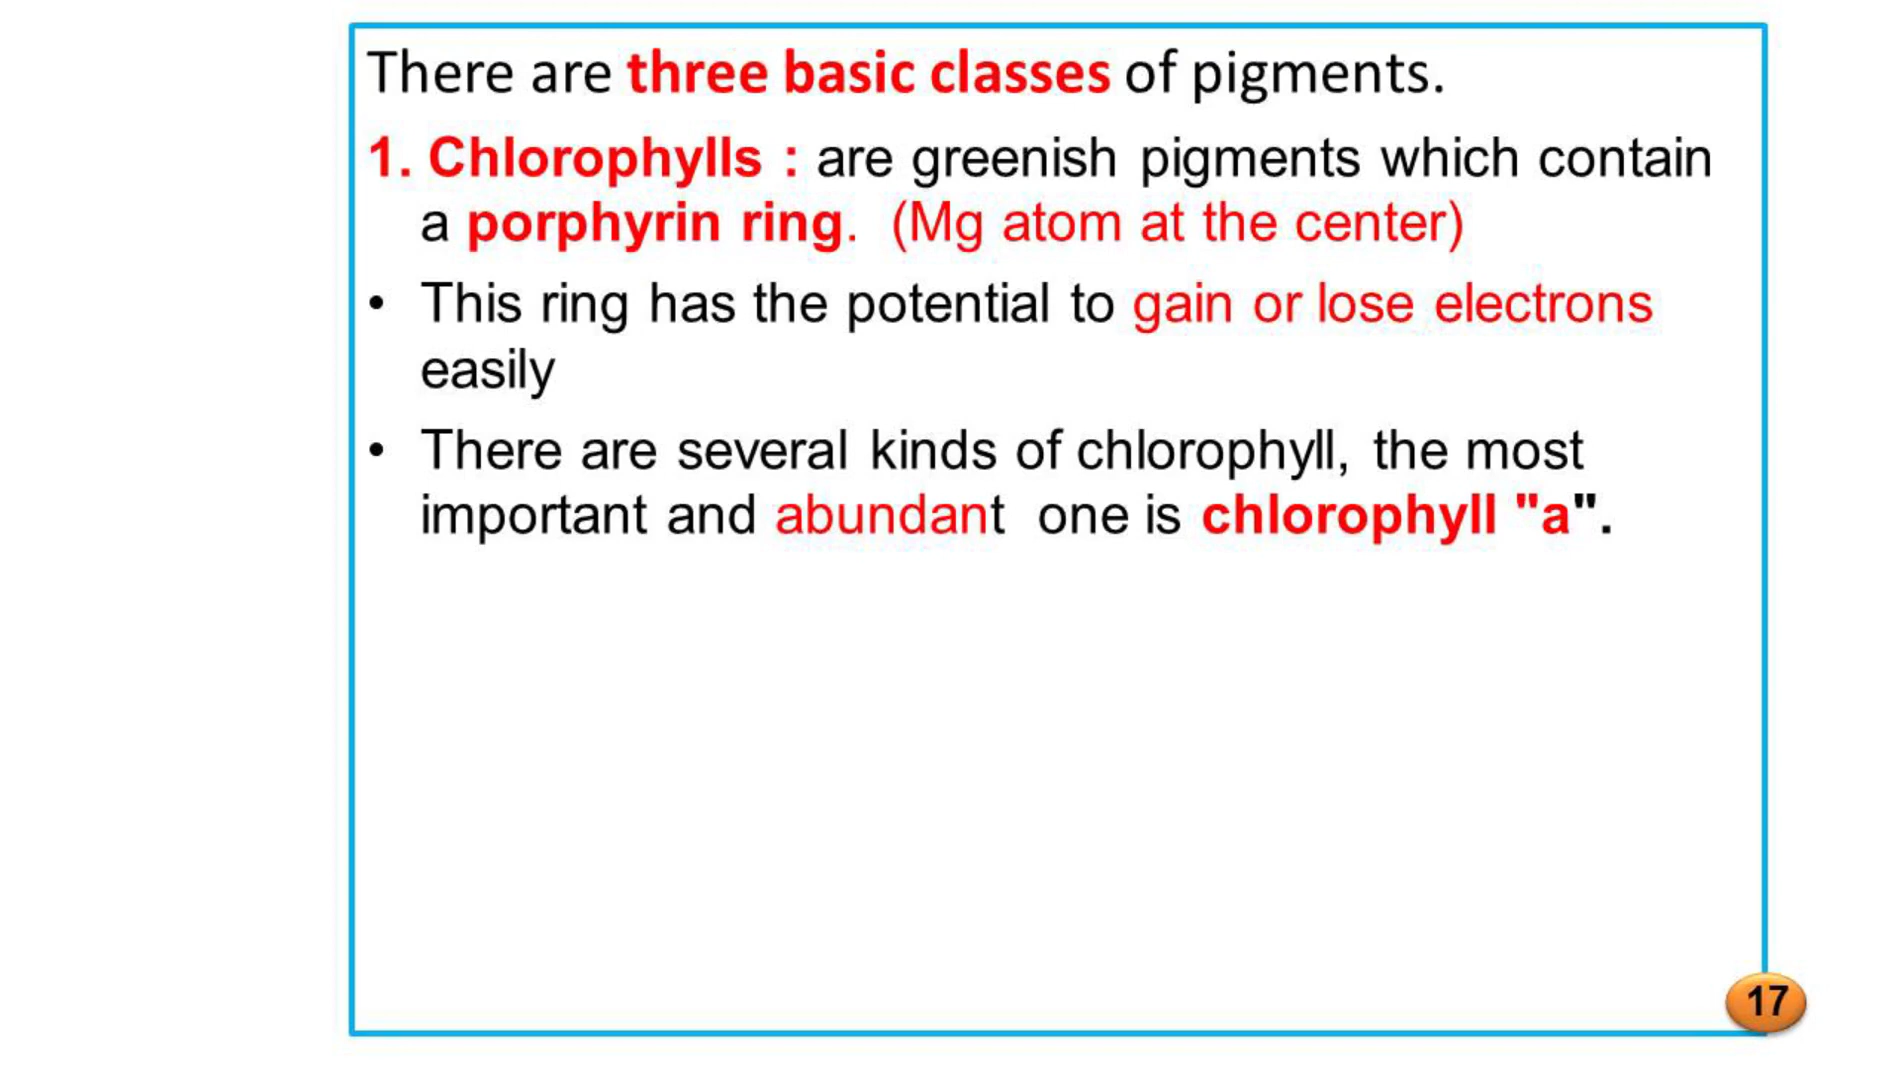 There are three basic classes of pigments.
1. Chlorophylls : are greenish pigments which contain
a porphyrin ring. (Mg atom at the center)
• This ring has the potential to gain or lose electrons
easily
• There are several kinds of chlorophyll, the most
important and abundant one is chlorophyll "a".
17